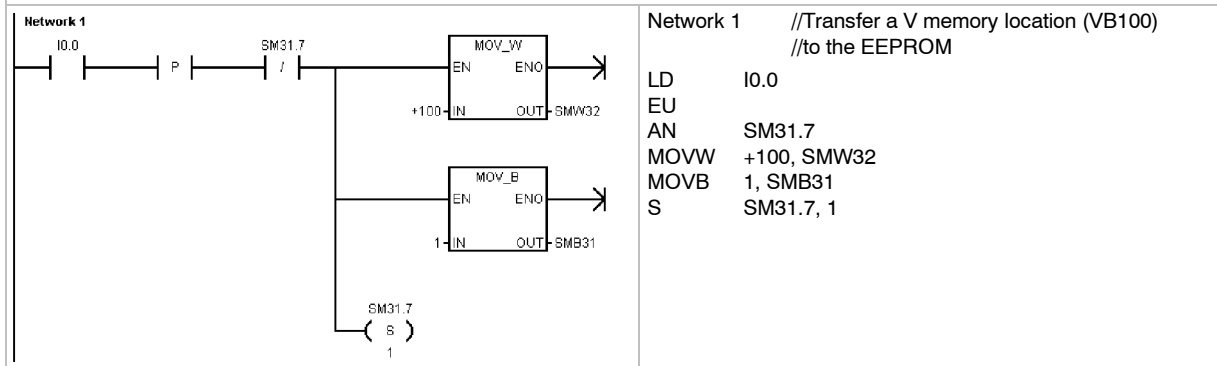 Network 1
I0.0
P
SM31.7
/
MOV_W
EN ENO
+100 IN OUT SMW32
MOV_B
EN ENO
1 IN OUT SMB31
SM31.7
S
1
Network 1 //Transfer a V memory location (VB100)
//to the EEPROM
LD I0.0
EU
AN SM31.7
MOVW +100, SMW32
MOVB 1, SMB31
S SM31.7, 1